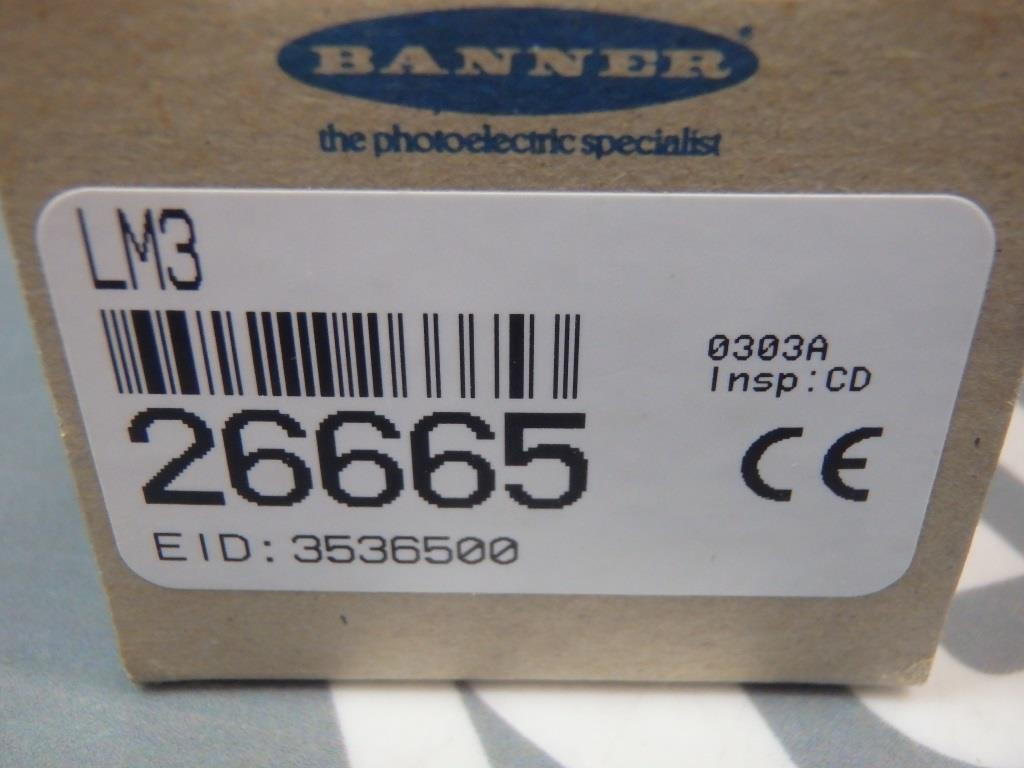 BANNER
the photoelectric specialist
LM3
0303A
Insp:CD
26665
CE
EID:3536500